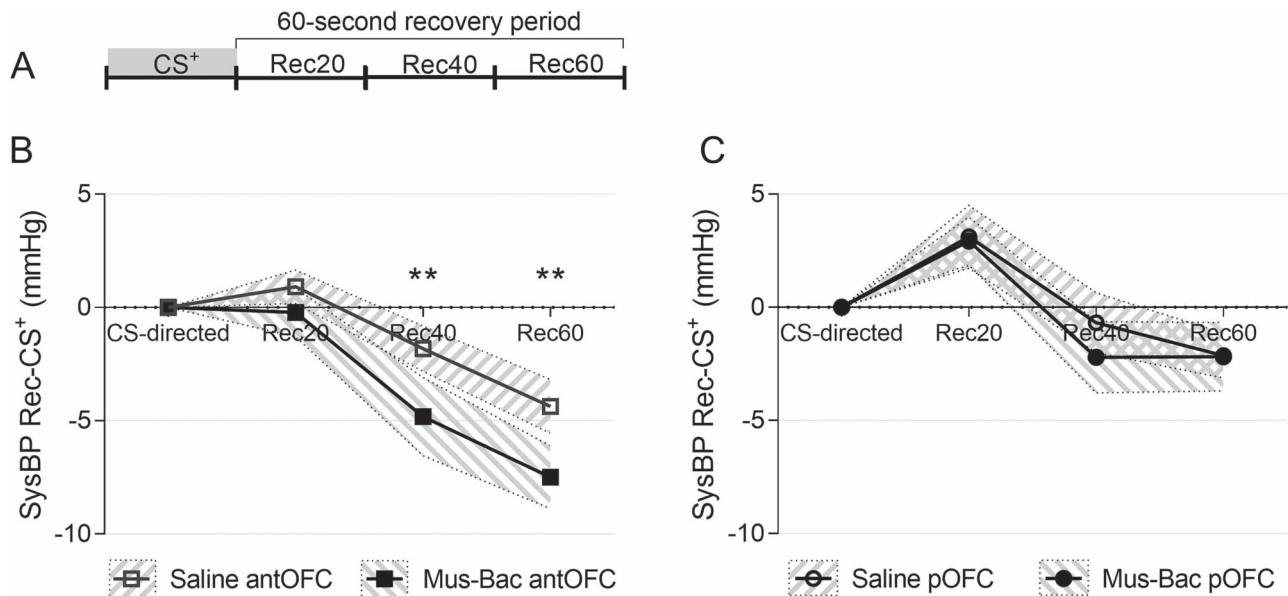 60-second recovery period
A
CS+ Rec20 Rec40 Rec60
B
SysBP Rec-CS+ (mmHg)
5
0
-5
-10
** **
CS-directed Rec20 Rec40 Rec60
Saline antOFC Mus-Bac antOFC
C
SysBP Rec-CS+ (mmHg)
5
0
-5
-10
CS-directed Rec20 Rec40 Rec60
Saline pOFC Mus-Bac pOFC